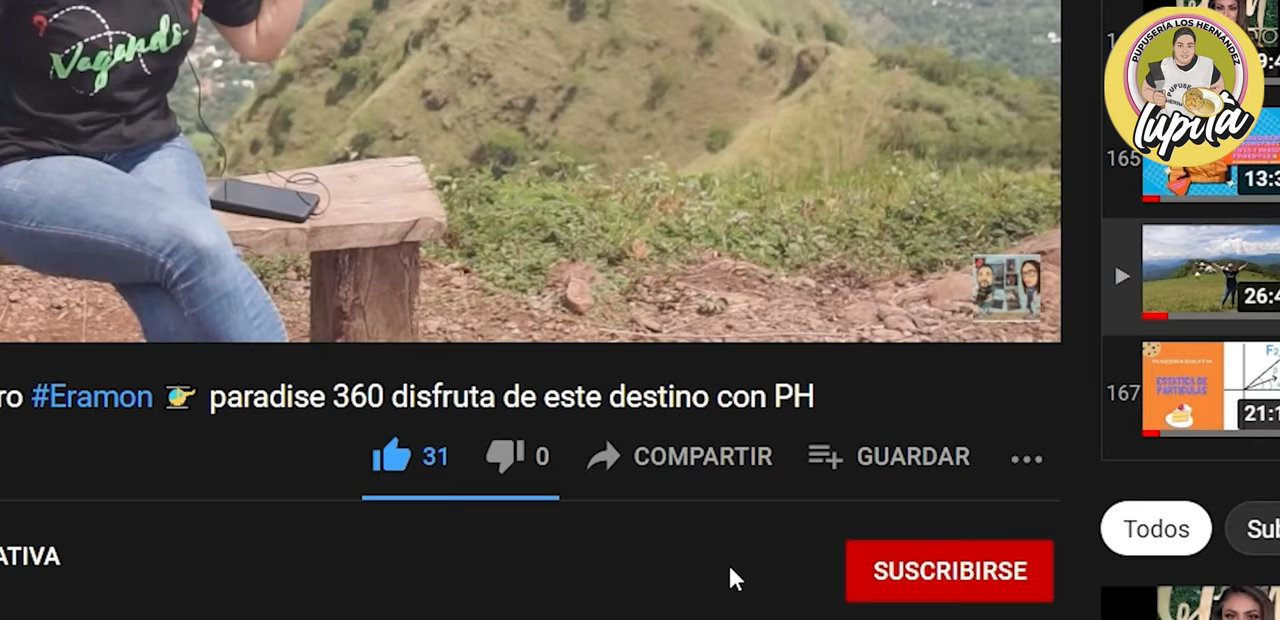 Vagando
PUPUSERIA LOS HERNANDEZ
lupita
165
13:3
26:4
ro #Eramon 🚁 paradise 360 disfruta de este destino con PH
31
0
COMPARTIR
GUARDAR
167
ESTATICA DE
PARTICULAS
21:1
Todos
Sub
ATIVA
SUSCRIBIRSE